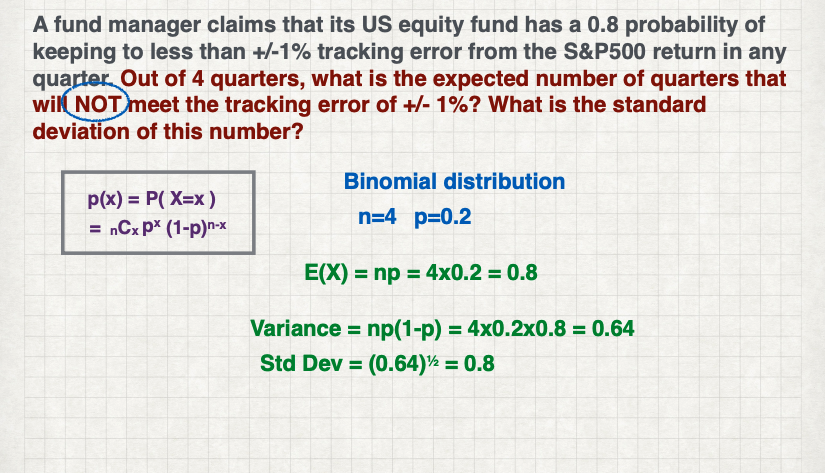 A fund manager claims that its US equity fund has a 0.8 probability of
keeping to less than +/-1% tracking error from the S&P500 return in any
quarter. Out of 4 quarters, what is the expected number of quarters that
will NOT meet the tracking error of +/- 1%? What is the standard
deviation of this number?
Binomial distribution
p(x) = P( X=x )
n=4 p=0.2
= ₙCₓ pˣ (1-p)ⁿ⁻ˣ
E(X) = np = 4x0.2 = 0.8
Variance = np(1-p) = 4x0.2x0.8 = 0.64
Std Dev = (0.64)½ = 0.8